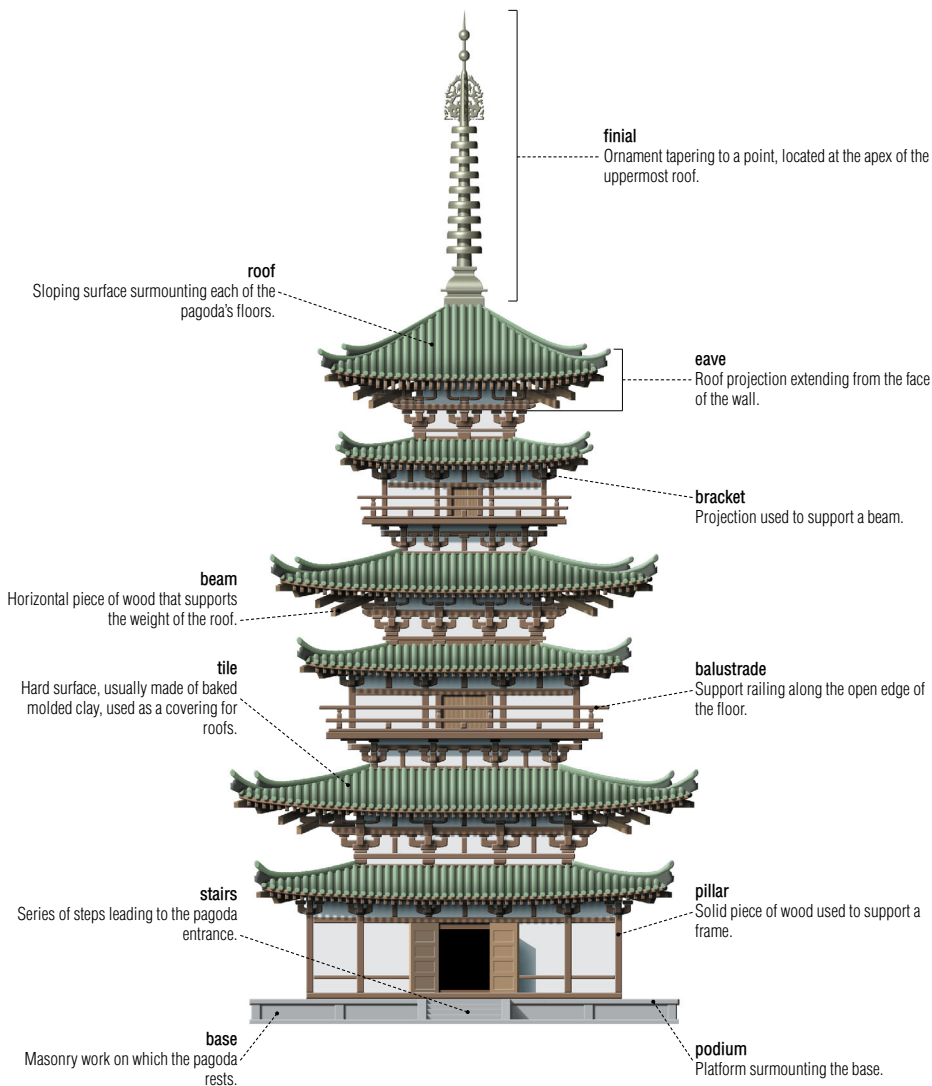 finial
Ornament tapering to a point, located at the apex of the
uppermost roof.
roof
Sloping surface surmounting each of the
pagoda's floors.
eave
Roof projection extending from the face
of the wall.
bracket
Projection used to support a beam.
beam
Horizontal piece of wood that supports
the weight of the roof.
tile
Hard surface, usually made of baked
molded clay, used as a covering for
roofs.
balustrade
Support railing along the open edge of
the floor.
stairs
Series of steps leading to the pagoda
entrance.
pillar
Solid piece of wood used to support a
frame.
base
Masonry work on which the pagoda
rests.
podium
Platform surmounting the base.